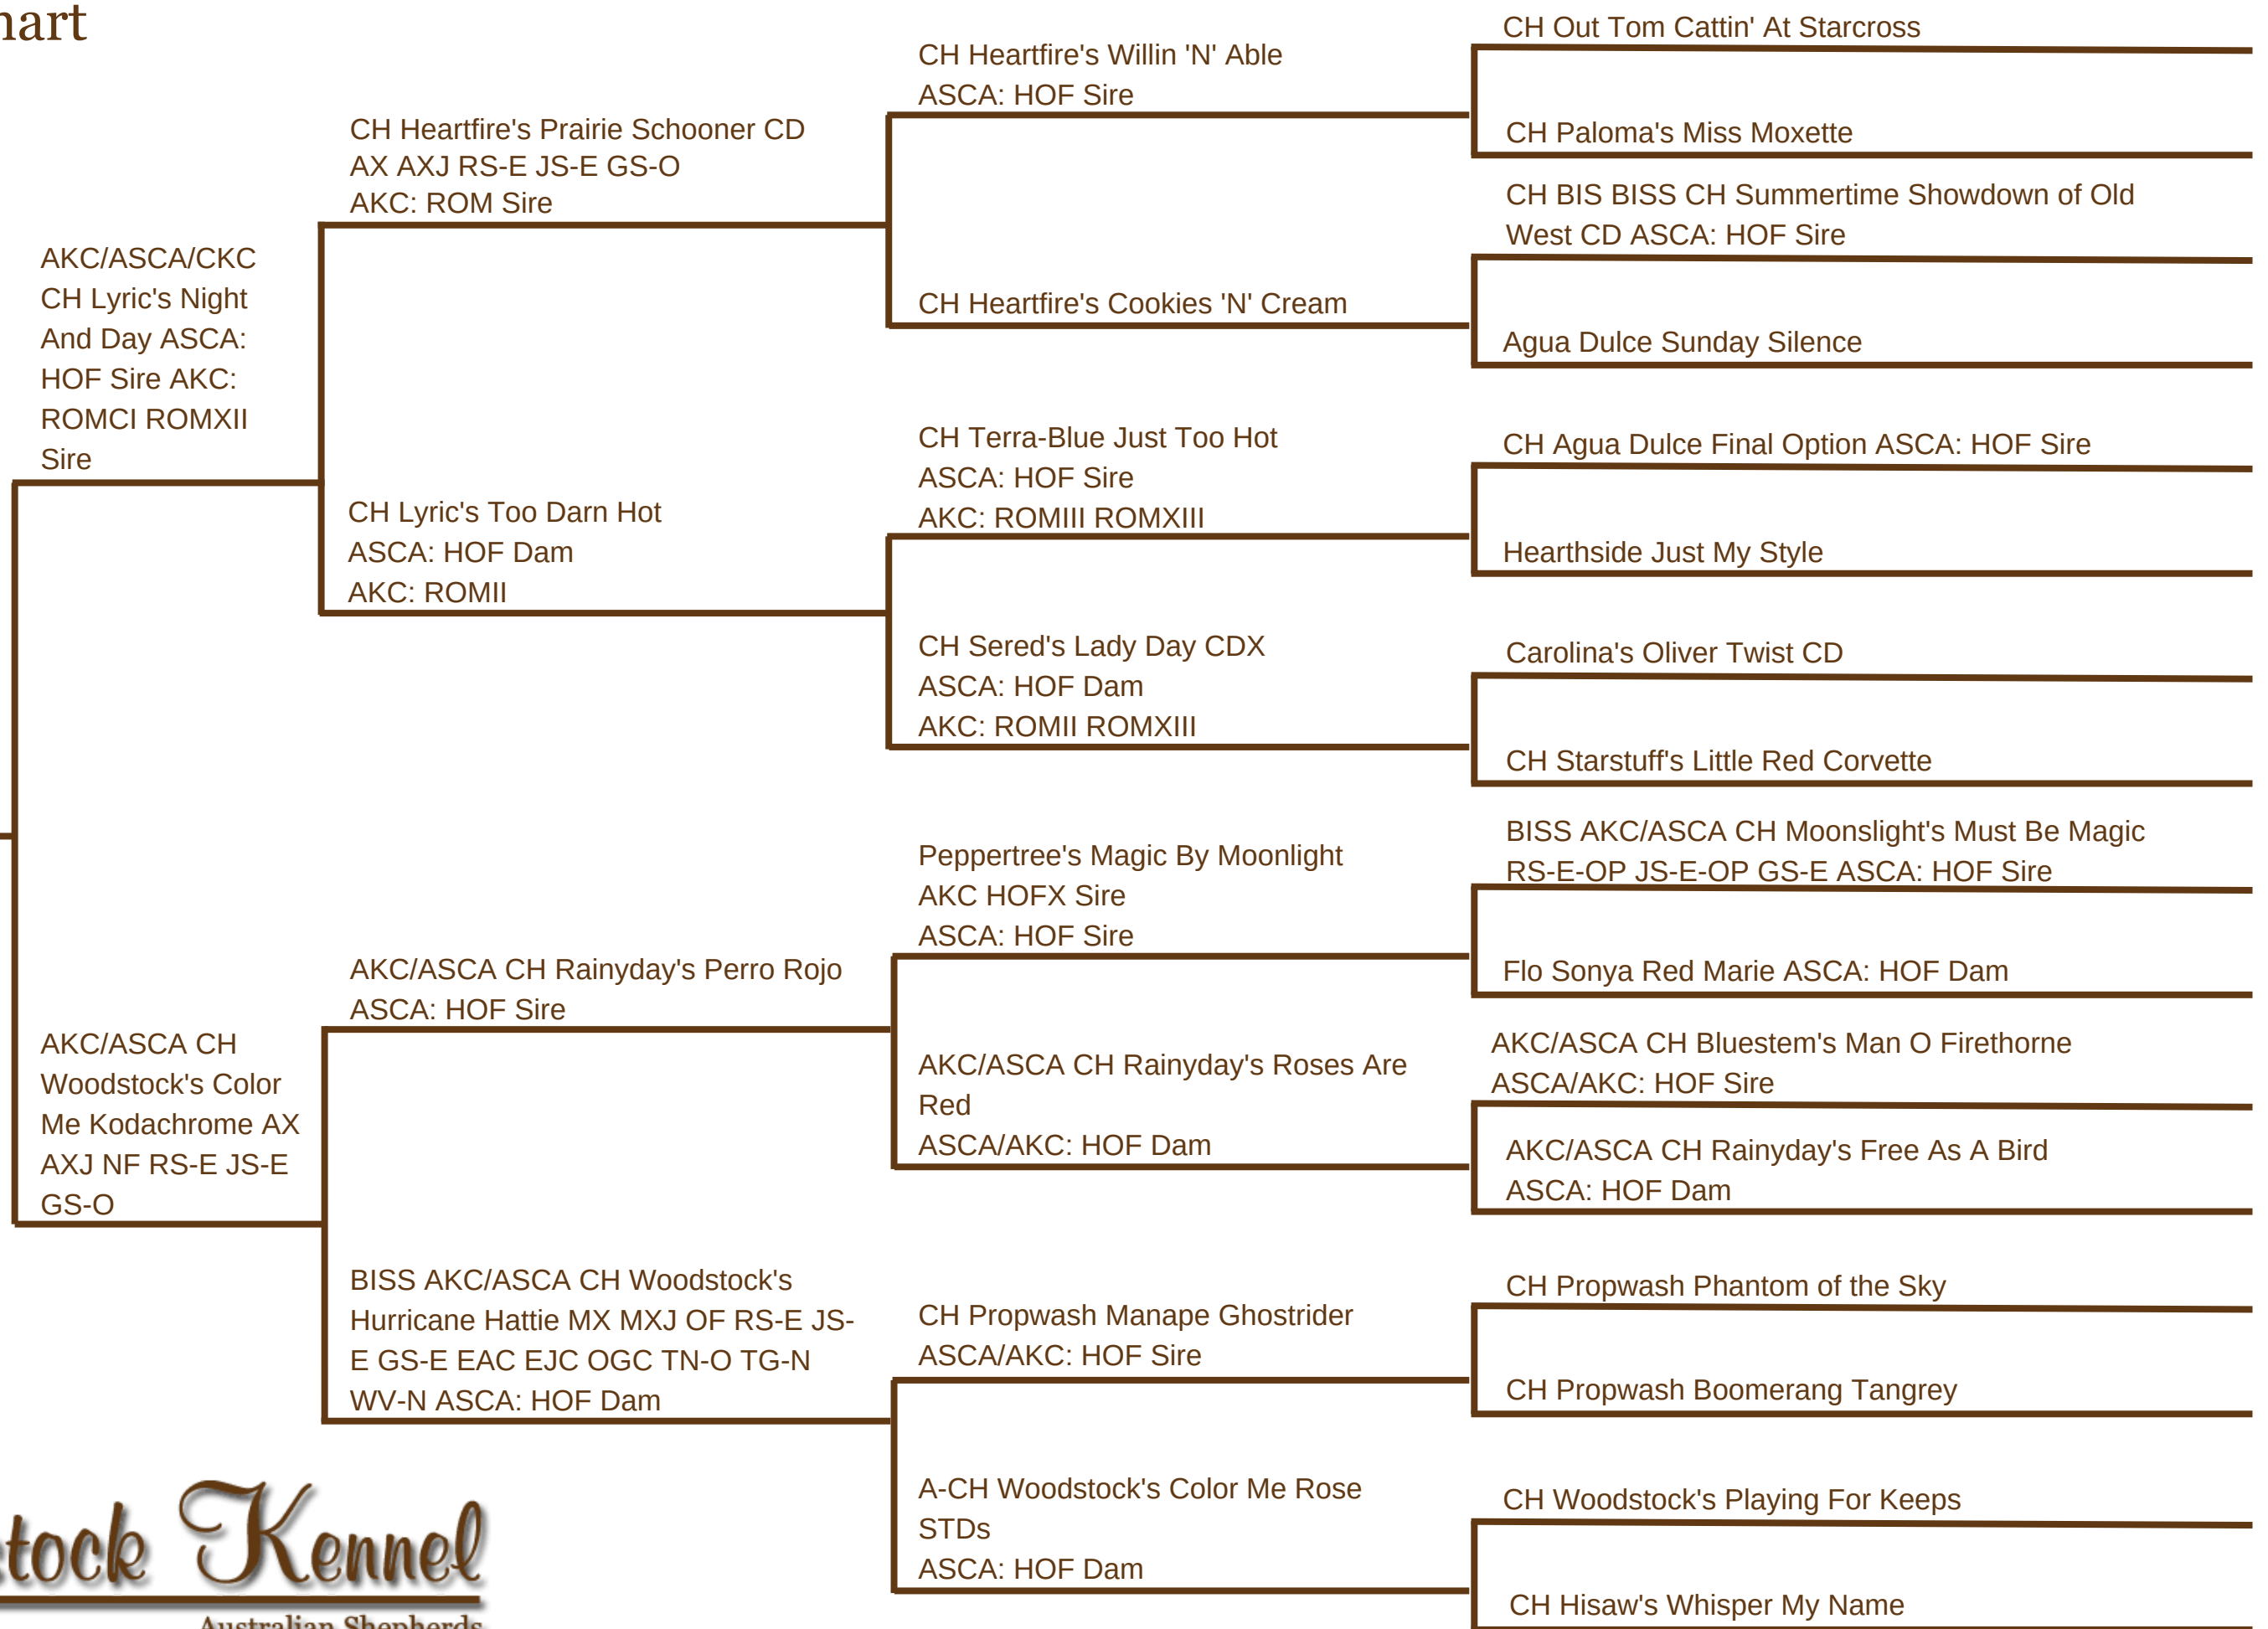 CH Out Tom Cattin' At Starcross
CH Heartfire's Willin 'N' Able
ASCA: HOF Sire
CH Paloma's Miss Moxette
CH Heartfire's Prairie Schooner CD
AX AXJ RS-E JS-E GS-O
AKC: ROM Sire
CH BIS BISS CH Summertime Showdown of Old
West CD ASCA: HOF Sire
CH Heartfire's Cookies 'N' Cream
Agua Dulce Sunday Silence
AKC/ASCA/CKC
CH Lyric's Night
And Day ASCA:
HOF Sire AKC:
ROMCI ROMXII
Sire
CH Terra-Blue Just Too Hot
ASCA: HOF Sire
AKC: ROMIII ROMXIII
CH Agua Dulce Final Option ASCA: HOF Sire
Hearthside Just My Style
CH Lyric's Too Darn Hot
ASCA: HOF Dam
AKC: ROMII
CH Sered's Lady Day CDX
ASCA: HOF Dam
AKC: ROMII ROMXIII
Carolina's Oliver Twist CD
CH Starstuff's Little Red Corvette
BISS AKC/ASCA CH Moonslight's Must Be Magic
RS-E-OP JS-E-OP GS-E ASCA: HOF Sire
Peppertree's Magic By Moonlight
AKC HOFX Sire
ASCA: HOF Sire
Flo Sonya Red Marie ASCA: HOF Dam
AKC/ASCA CH Rainyday's Perro Rojo
ASCA: HOF Sire
AKC/ASCA CH Bluestem's Man O Firethorne
ASCA/AKC: HOF Sire
AKC/ASCA CH Rainyday's Roses Are
Red
ASCA/AKC: HOF Dam
AKC/ASCA CH Rainyday's Free As A Bird
ASCA: HOF Dam
AKC/ASCA CH
Woodstock's Color
Me Kodachrome AX
AXJ NF RS-E JS-E
GS-O
BISS AKC/ASCA CH Woodstock's
Hurricane Hattie MX MXJ OF RS-E JS-
E GS-E EAC EJC OGC TN-O TG-N
WV-N ASCA: HOF Dam
CH Propwash Phantom of the Sky
CH Propwash Manape Ghostrider
ASCA/AKC: HOF Sire
CH Propwash Boomerang Tangrey
A-CH Woodstock's Color Me Rose
STDs
ASCA: HOF Dam
CH Woodstock's Playing For Keeps
CH Hisaw's Whisper My Name
Kennel
Australian Shepherds